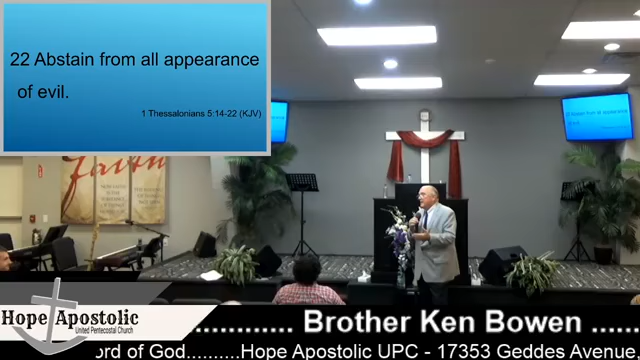 22 Abstain from all appearance
of evil.
1 Thessalonians 5:14-22 (KJV)
Faith
Hope Apostolic
United Pentecostal Church
............ Brother Ken Bowen ......
ord of God..........Hope Apostolic UPC - 17353 Geddes Avenue